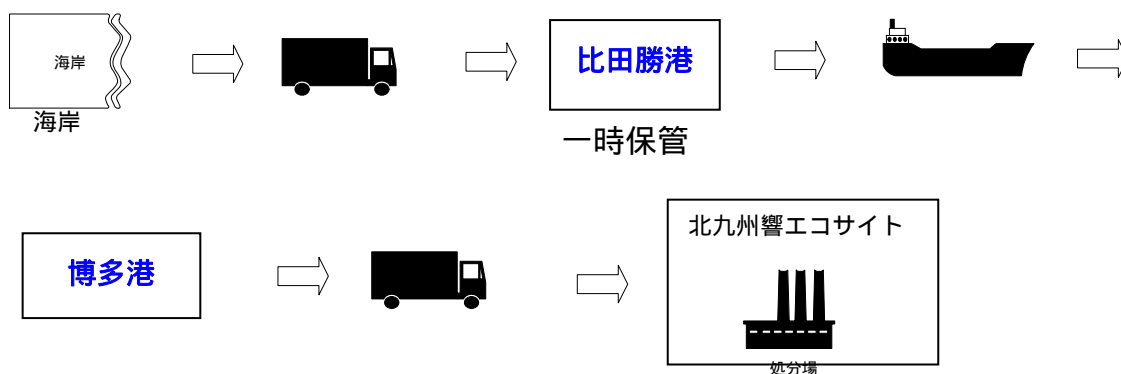 海岸
海岸
比田勝港
一時保管
博多港
北九州響エコサイト
処分場